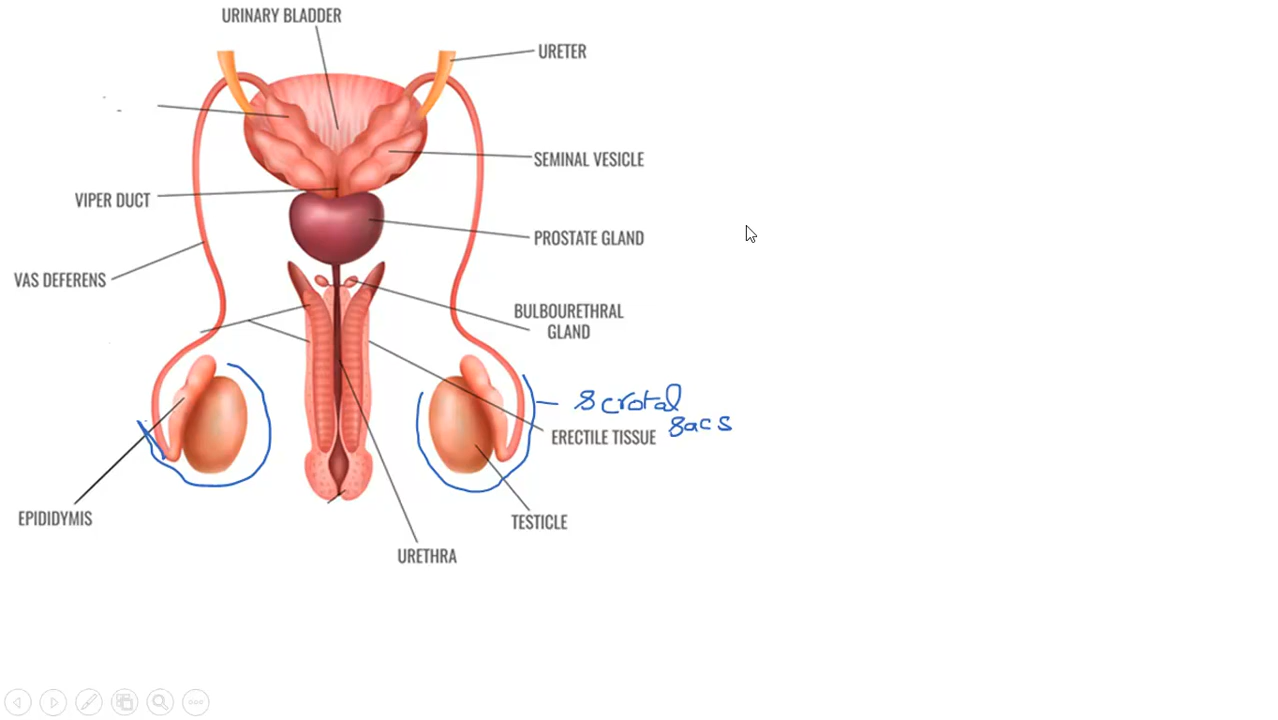 URINARY BLADDER
URETER
SEMINAL VESICLE
VIPER DUCT
PROSTATE GLAND
VAS DEFERENS
BULBOURETHRAL
GLAND
scrotal
sacs
ERECTILE TISSUE
EPIDIDYMIS
TESTICLE
URETHRA